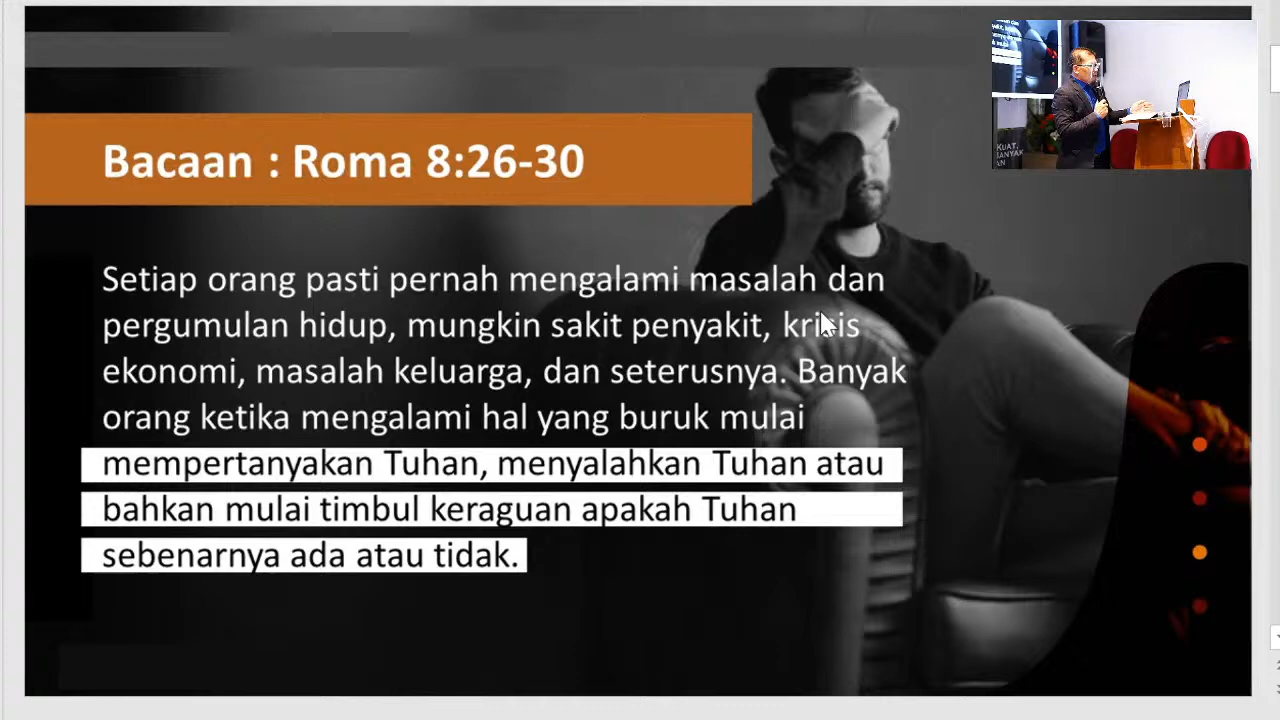 Bacaan : Roma 8:26-30
Setiap orang pasti pernah mengalami masalah dan
pergumulan hidup, mungkin sakit penyakit, krisis
ekonomi, masalah keluarga, dan seterusnya. Banyak
orang ketika mengalami hal yang buruk mulai
mempertanyakan Tuhan, menyalahkan Tuhan atau
bahkan mulai timbul keraguan apakah Tuhan
sebenarnya ada atau tidak.
KUAT,